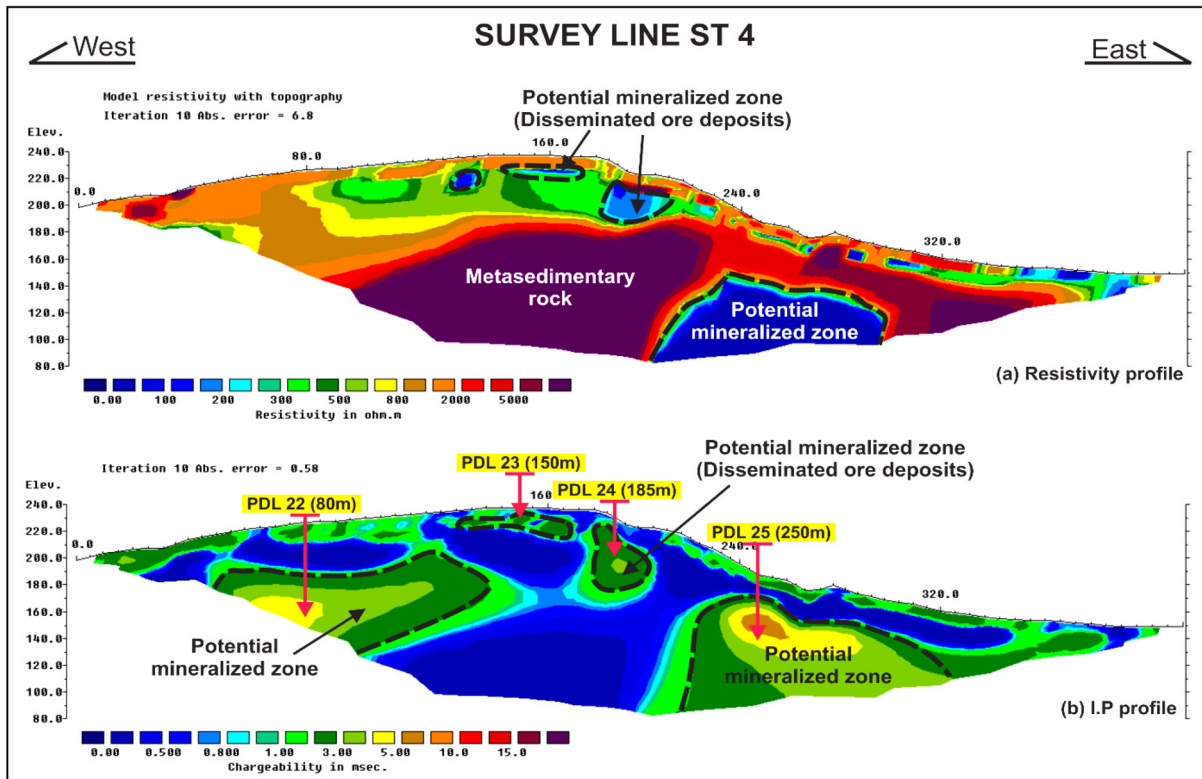 SURVEY LINE ST 4
West
East
Model resistivity with topography
Iteration 10 Abs. error = 6.8
Potential mineralized zone
(Disseminated ore deposits)
Elev.
240.0
220.0
200.0
180.0
160.0
140.0
120.0
100.0
80.0
0.0
80.0
160.0
240.0
320.0
Metasedimentary
rock
Potential
mineralized zone
(a) Resistivity profile
0.00 100 200 300 500 800 2000 5000
Resistivity in ohm.m
Iteration 10 Abs. error = 0.58
Potential mineralized zone
(Disseminated ore deposits)
PDL 22 (80m)
PDL 23 (150m)
PDL 24 (185m)
PDL 25 (250m)
Elev.
240.0
220.0
200.0
180.0
160.0
140.0
120.0
100.0
80.0
0.0
160
240.0
320.0
Potential
mineralized zone
Potential
mineralized zone
(b) I.P profile
0.00 0.500 0.800 1.00 3.00 5.00 10.0 15.0
Chargeability in msec.